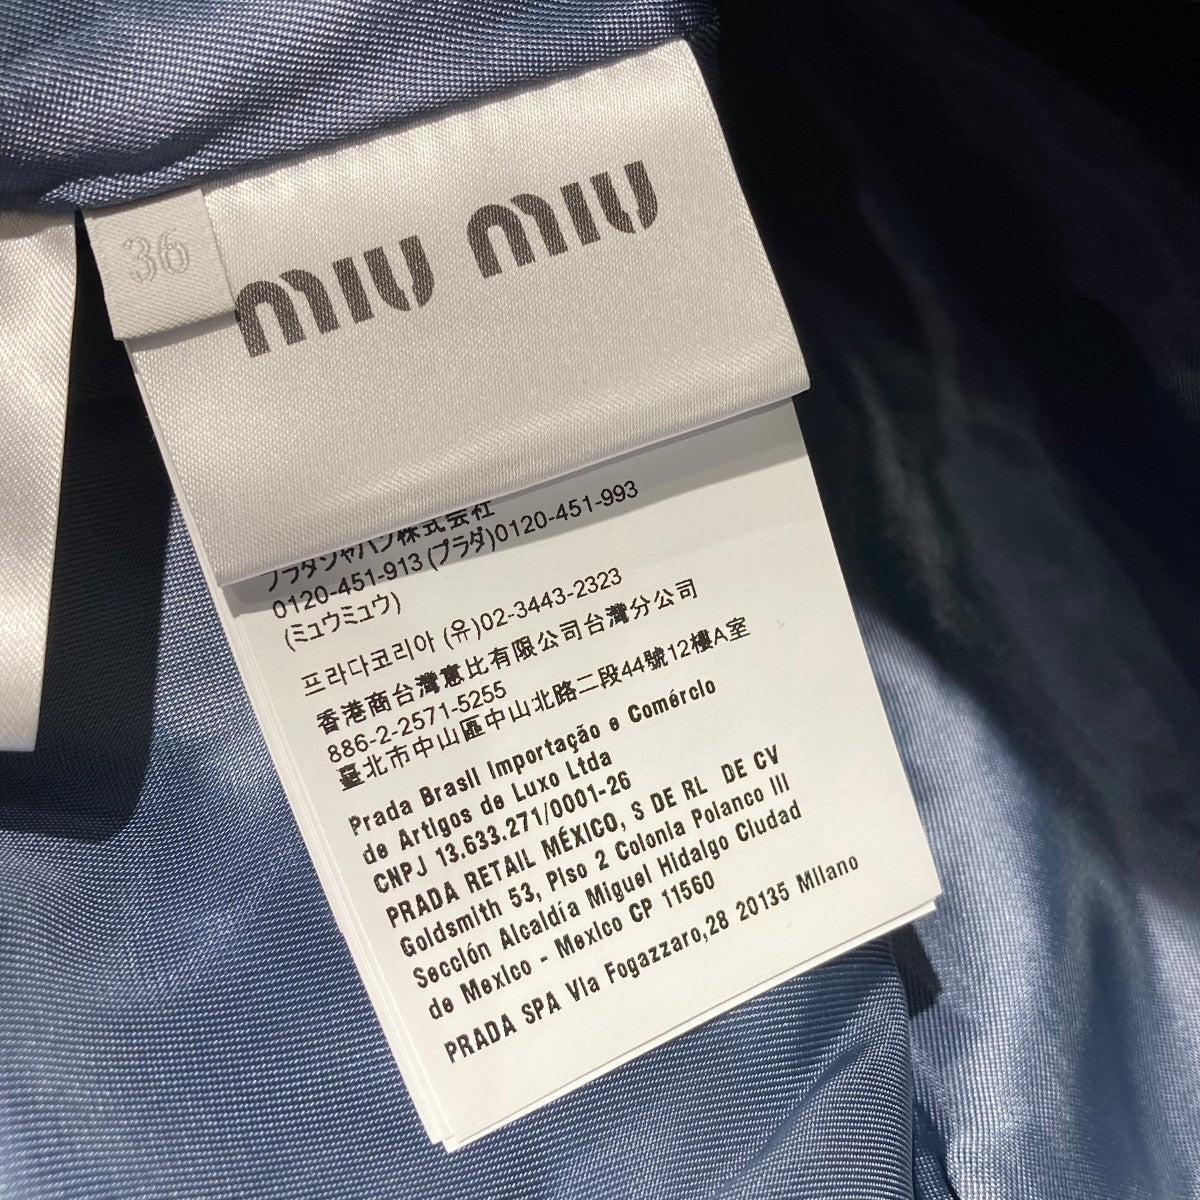 36
miu miu
プラダジャパン株式会社
0120-451-913 (プラダ)0120-451-993
(ミュウミュウ)
프라다코리아 (유)02-3443-2323
香港商台灣惠比有限公司台灣分公司
886-2-2571-5255
臺北市中山區中山北路二段44號12樓A室
Prada Brasil Importação e Comércio
de Artigos de Luxo Ltda
CNPJ 13.633.271/0001-26
PRADA RETAIL MÉXICO, S DE RL DE CV
Goldsmith 53, Piso 2 Colonia Polanco III
Sección Alcaldía Miguel Hidalgo Ciudad
de Mexico - Mexico CP 11560
PRADA SPA Via Fogazzaro,28 20135 Milano